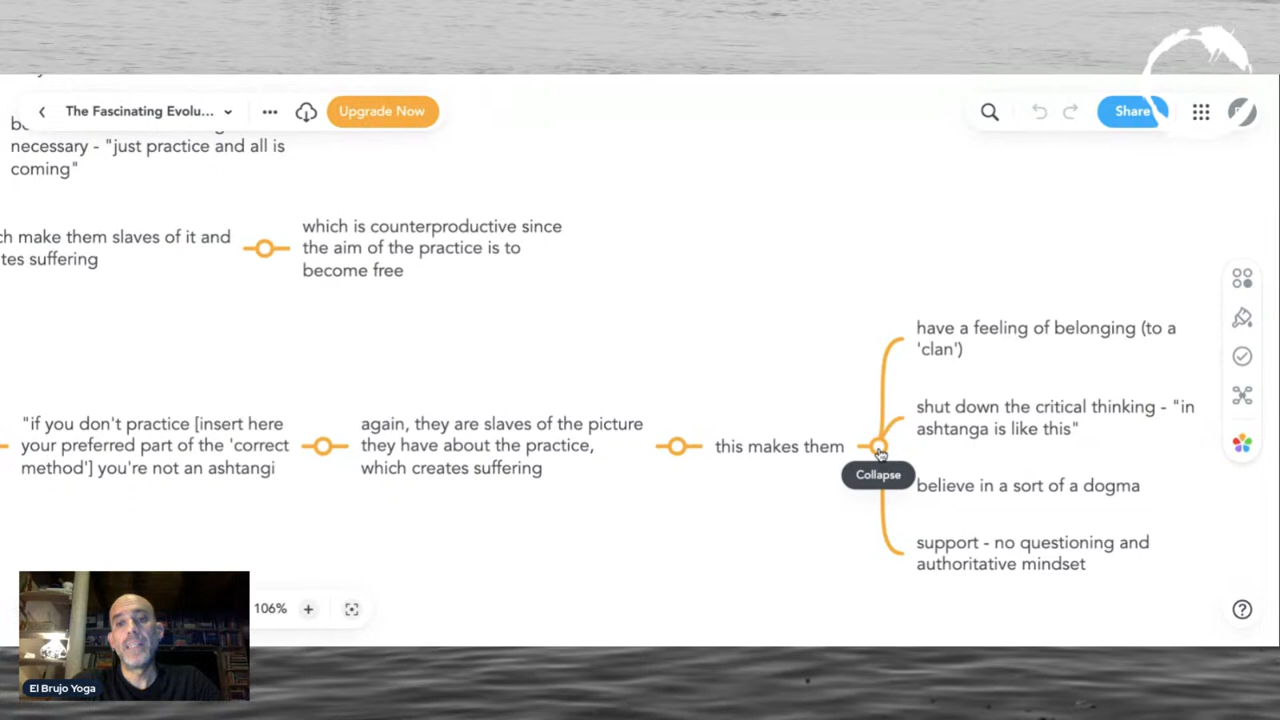 The Fascinating Evolu...
Upgrade Now
Share
necessary - "just practice and all is
coming"
ch make them slaves of it and
tes suffering
which is counterproductive since
the aim of the practice is to
become free
"if you don't practice [insert here
your preferred part of the 'correct
method'] you're not an ashtangi
again, they are slaves of the picture
they have about the practice,
which creates suffering
this makes them
Collapse
have a feeling of belonging (to a
'clan')
shut down the critical thinking - "in
ashtanga is like this"
believe in a sort of a dogma
support - no questioning and
authoritative mindset
106%
El Brujo Yoga